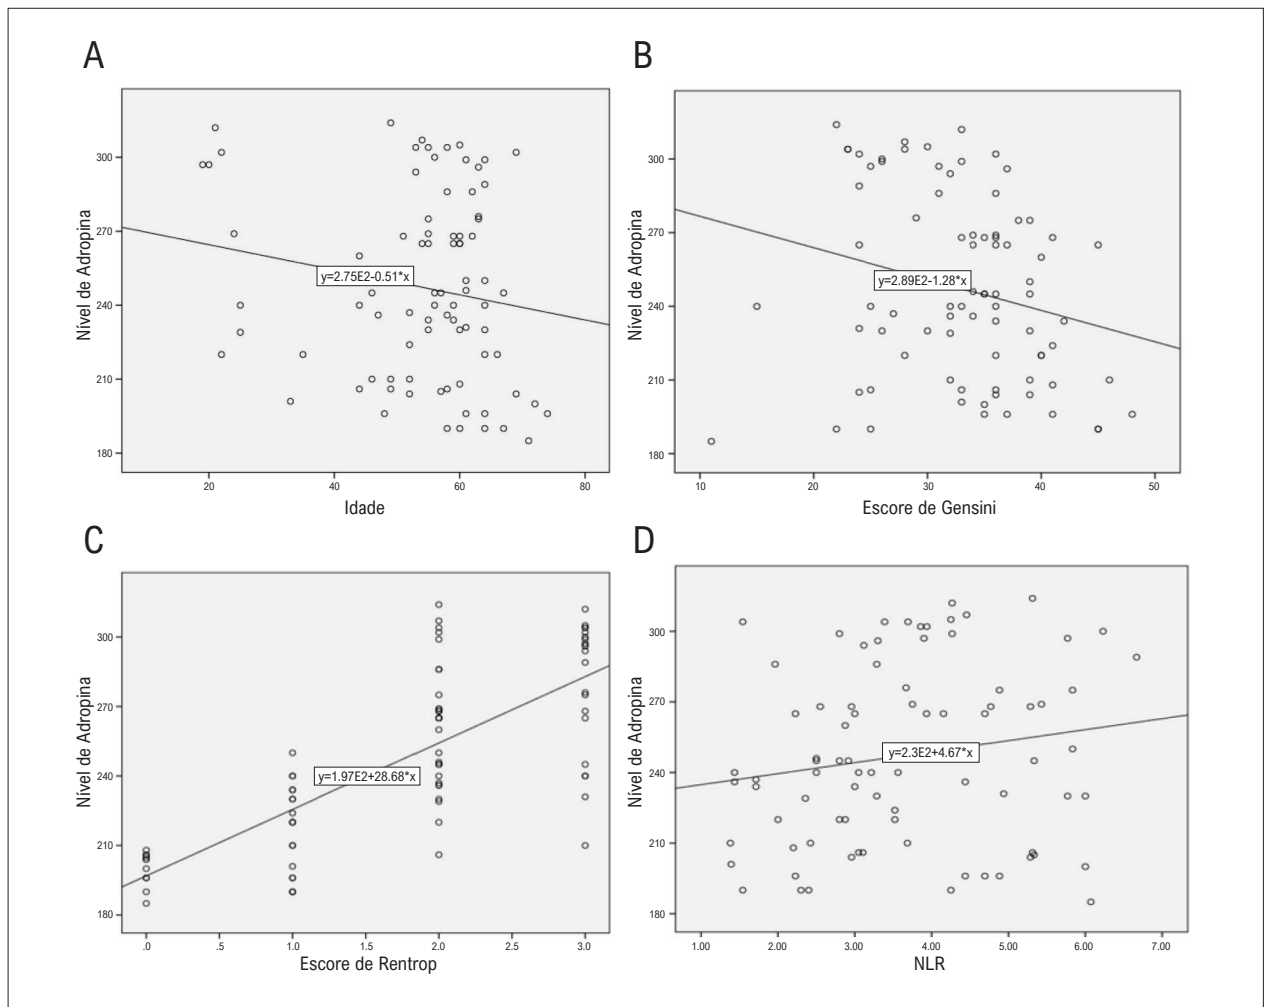 A
Nível de Adropina
300
270
240
210
180
y=2.75E2-0.51*x
20 40 60 80
Idade
B
Nível de Adropina
300
270
240
210
180
y=2.89E2-1.28*x
10 20 30 40 50
Escore de Gensini
C
Nível de Adropina
300
270
240
210
180
y=1.97E2+28.68*x
.0 .5 1.0 1.5 2.0 2.5 3.0
Escore de Rentrop
D
Nível de Adropina
300
270
240
210
180
y=2.3E2+4.67*x
1.00 2.00 3.00 4.00 5.00 6.00 7.00
NLR